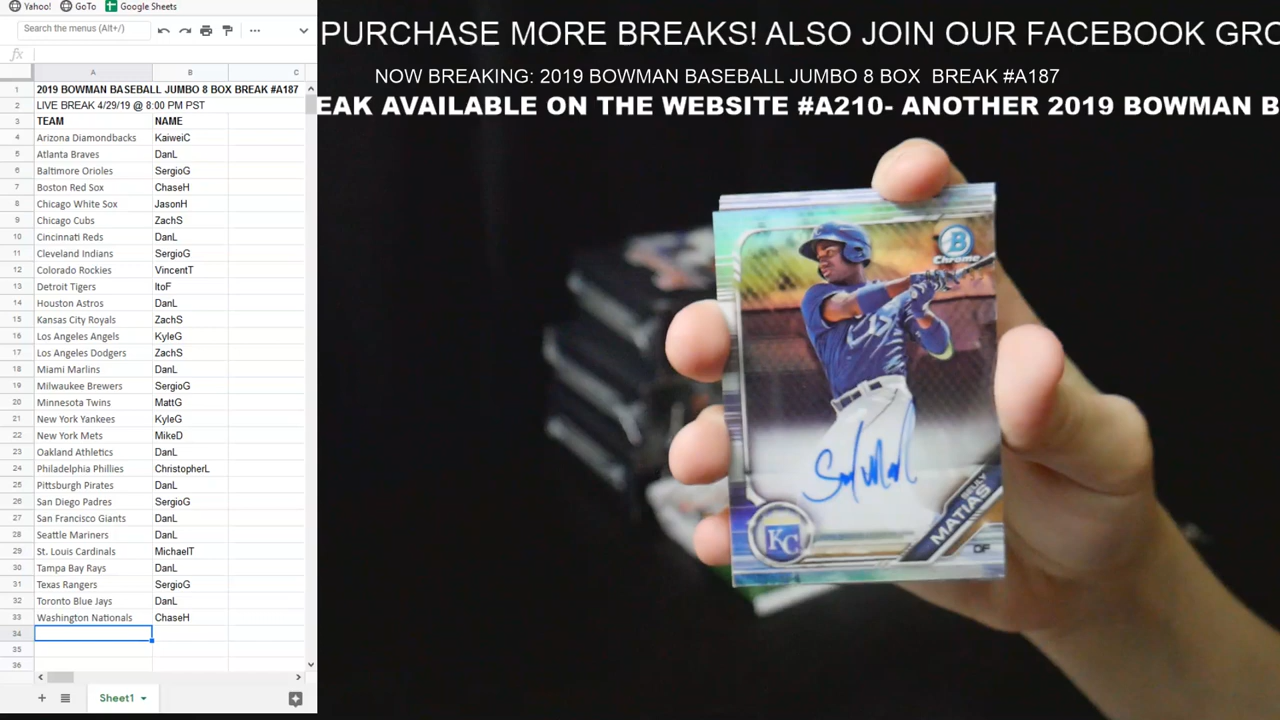 Yahoo!
GoTo
Google Sheets
Search the menus (Alt+/)
fx
A B C
1 2019 BOWMAN BASEBALL JUMBO 8 BOX BREAK #A187
2 LIVE BREAK 4/29/19 @ 8:00 PM PST
3 TEAM NAME
4 Arizona Diamondbacks KaiweiC
5 Atlanta Braves DanL
6 Baltimore Orioles SergioG
7 Boston Red Sox ChaseH
8 Chicago White Sox JasonH
9 Chicago Cubs ZachS
10 Cincinnati Reds DanL
11 Cleveland Indians SergioG
12 Colorado Rockies VincentT
13 Detroit Tigers ItoF
14 Houston Astros DanL
15 Kansas City Royals ZachS
16 Los Angeles Angels KyleG
17 Los Angeles Dodgers ZachS
18 Miami Marlins DanL
19 Milwaukee Brewers SergioG
20 Minnesota Twins MattG
21 New York Yankees KyleG
22 New York Mets MikeD
23 Oakland Athletics DanL
24 Philadelphia Phillies ChristopherL
25 Pittsburgh Pirates DanL
26 San Diego Padres SergioG
27 San Francisco Giants DanL
28 Seattle Mariners DanL
29 St. Louis Cardinals MichaelT
30 Tampa Bay Rays DanL
31 Texas Rangers SergioG
32 Toronto Blue Jays DanL
33 Washington Nationals ChaseH
34
35
36
Sheet1
PURCHASE MORE BREAKS! ALSO JOIN OUR FACEBOOK GRO
NOW BREAKING: 2019 BOWMAN BASEBALL JUMBO 8 BOX BREAK #A187
EAK AVAILABLE ON THE WEBSITE #A210- ANOTHER 2019 BOWMAN B
B
Chrome
SEULY
MATIAS
OF
KC